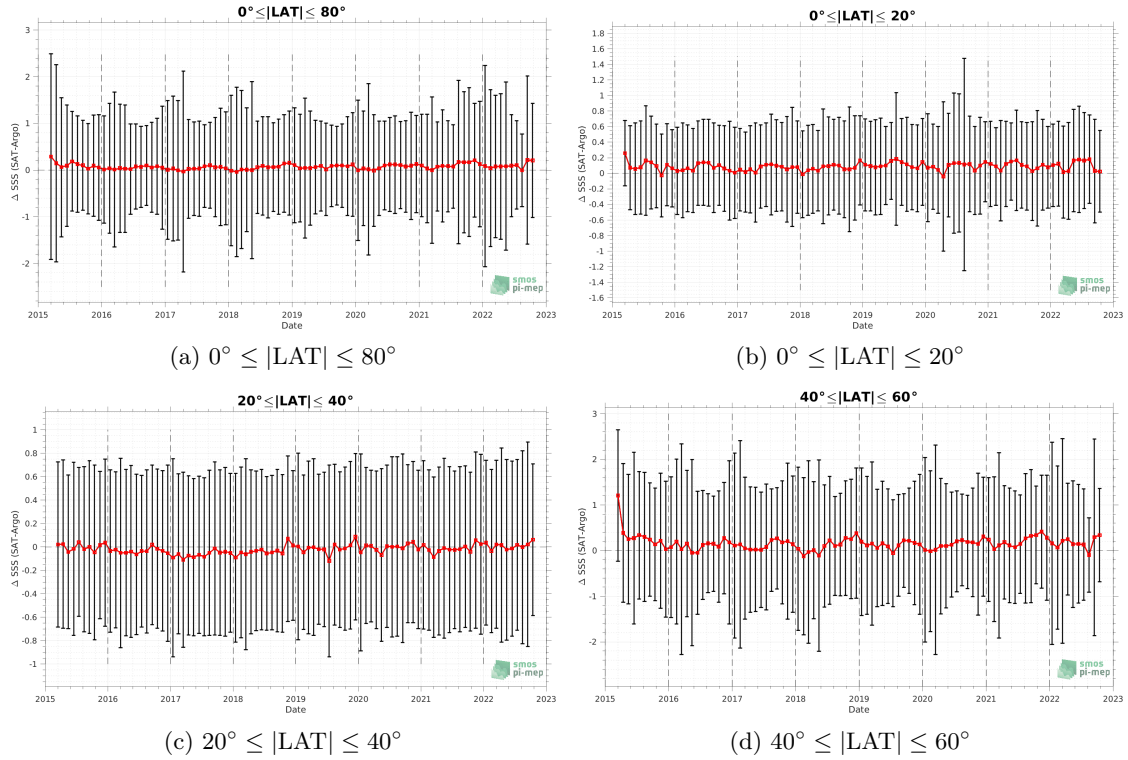 0°≤|LAT|≤ 80°
3
2
1
0
-1
-2
Δ SSS (SAT-Argo)
smos
pi-mep
2015 2016 2017 2018 2019 2020 2021 2022 2023
Date
(a) 0° ≤ |LAT| ≤ 80°
0°≤|LAT|≤ 20°
1.8
1.6
1.4
1.2
1
0.8
0.6
0.4
0.2
0
-0.2
-0.4
-0.6
-0.8
-1
-1.2
-1.4
-1.6
Δ SSS (SAT-Argo)
smos
pi-mep
2015 2016 2017 2018 2019 2020 2021 2022 2023
Date
(b) 0° ≤ |LAT| ≤ 20°
20°≤|LAT|≤ 40°
1
0.8
0.6
0.4
0.2
0
-0.2
-0.4
-0.6
-0.8
-1
Δ SSS (SAT-Argo)
smos
pi-mep
2015 2016 2017 2018 2019 2020 2021 2022 2023
Date
(c) 20° ≤ |LAT| ≤ 40°
40°≤|LAT|≤ 60°
3
2
1
0
-1
-2
Δ SSS (SAT-Argo)
smos
pi-mep
2015 2016 2017 2018 2019 2020 2021 2022 2023
Date
(d) 40° ≤ |LAT| ≤ 60°